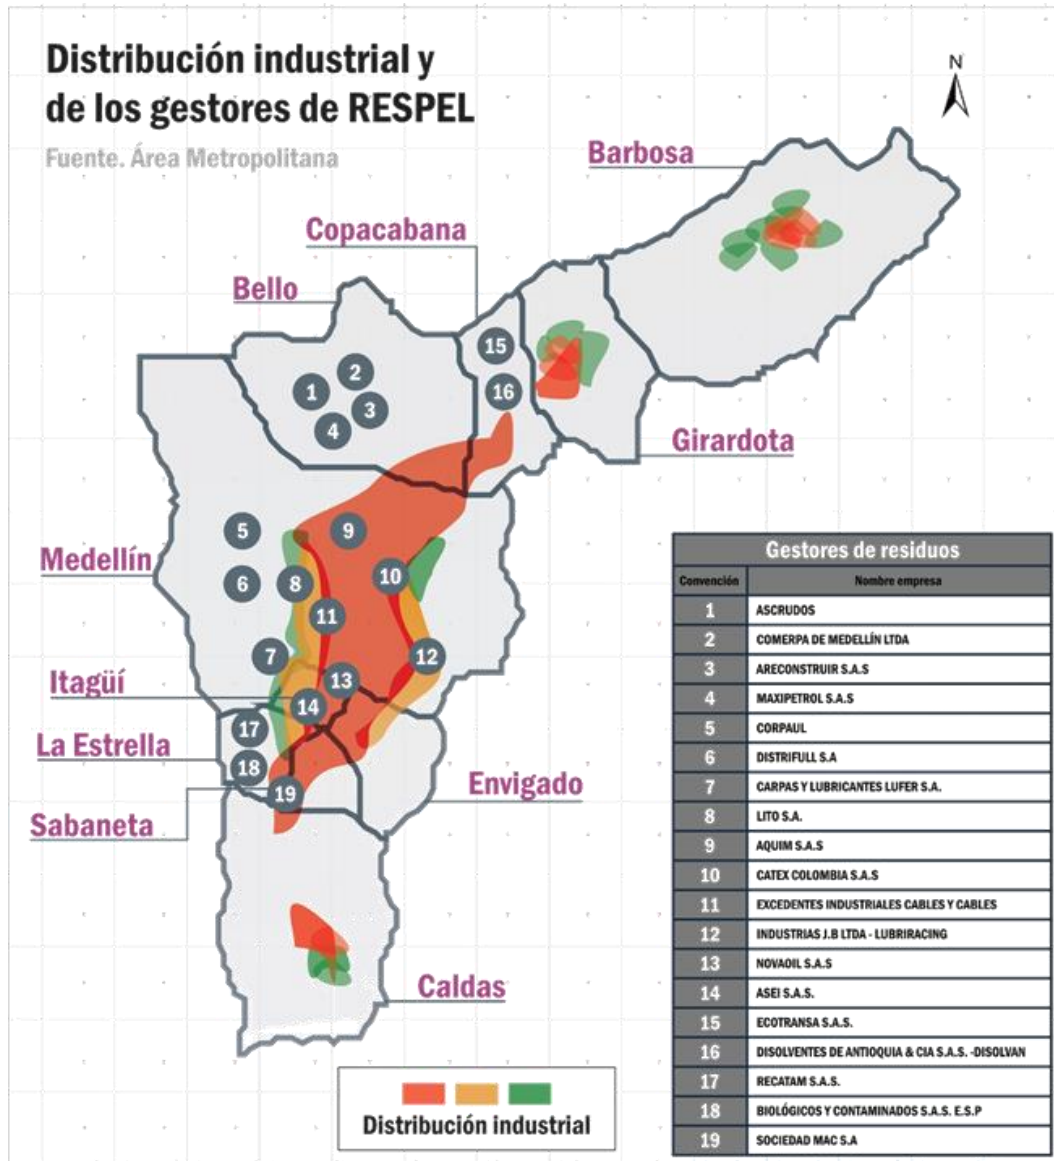 Distribución industrial y
de los gestores de RESPEL
Fuente. Área Metropolitana
N
Barbosa
Copacabana
Bello
15
2
1
16
3
4
Girardota
5
9
Medellín
6
8
10
11
7
12
Itagüí
13
14
17
La Estrella
18
Envigado
19
Sabaneta
Caldas
Distribución industrial
Gestores de residuos
Convención Nombre empresa
1 ASCRUDOS
2 COMERPA DE MEDELLÍN LTDA
3 ARECONSTRUIR S.A.S
4 MAXIPETROL S.A.S
5 CORPAUL
6 DISTRIFULL S.A
7 CARPAS Y LUBRICANTES LUFER S.A.
8 LITO S.A.
9 AQUIM S.A.S
10 CATEX COLOMBIA S.A.S
11 EXCEDENTES INDUSTRIALES CABLES Y CABLES
12 INDUSTRIAS J.B LTDA - LUBRIRACING
13 NOVAOIL S.A.S
14 ASEI S.A.S.
15 ECOTRANSA S.A.S.
16 DISOLVENTES DE ANTIOQUIA & CIA S.A.S. -DISOLVAN
17 RECATAM S.A.S.
18 BIOLÓGICOS Y CONTAMINADOS S.A.S. E.S.P
19 SOCIEDAD MAC S.A